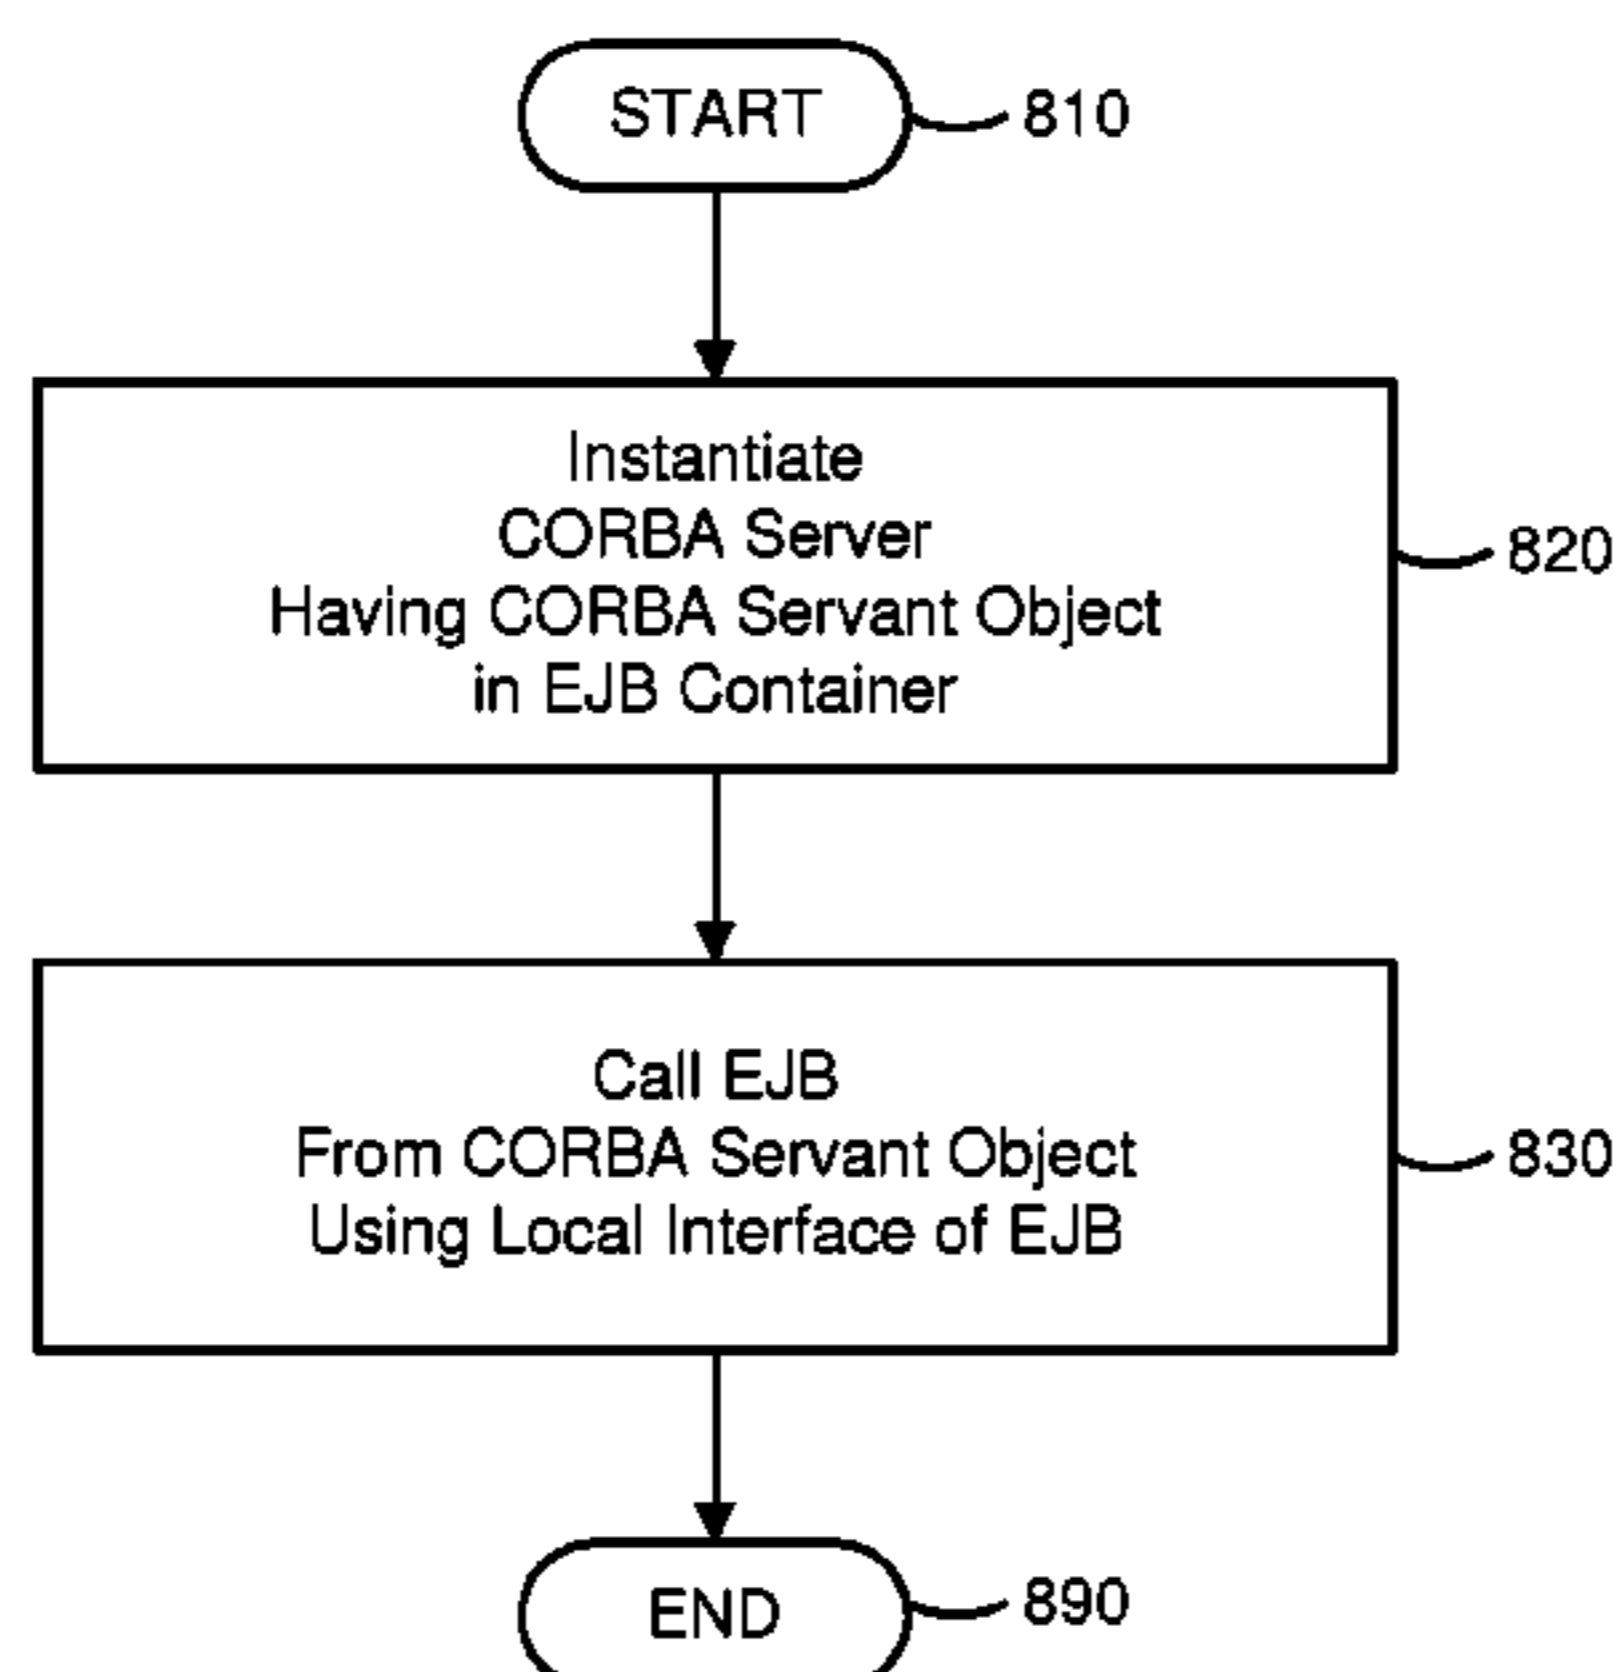 START
810
Instantiate
CORBA Server
Having CORBA Servant Object
in EJB Container
820
Call EJB
From CORBA Servant Object
Using Local Interface of EJB
830
END
890